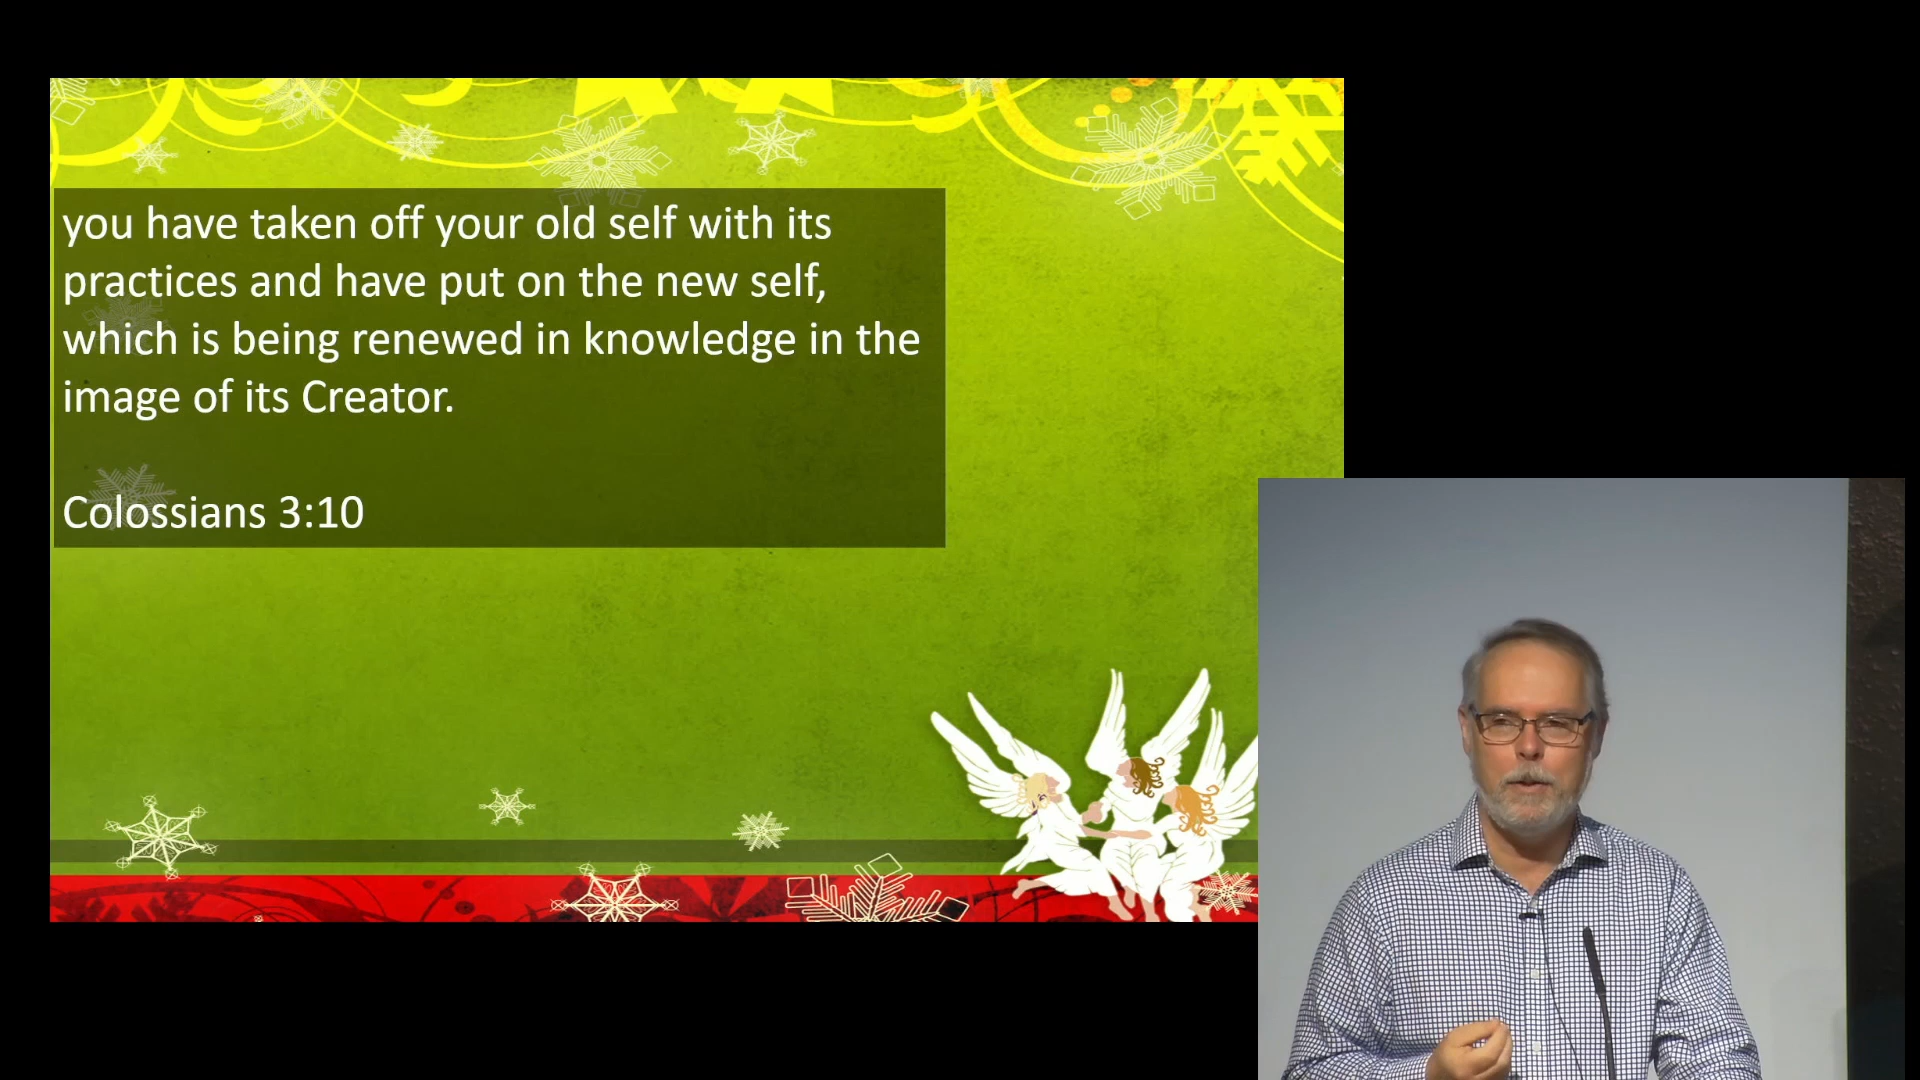 you have taken off your old self with its
practices and have put on the new self,
which is being renewed in knowledge in the
image of its Creator.
Colossians 3:10